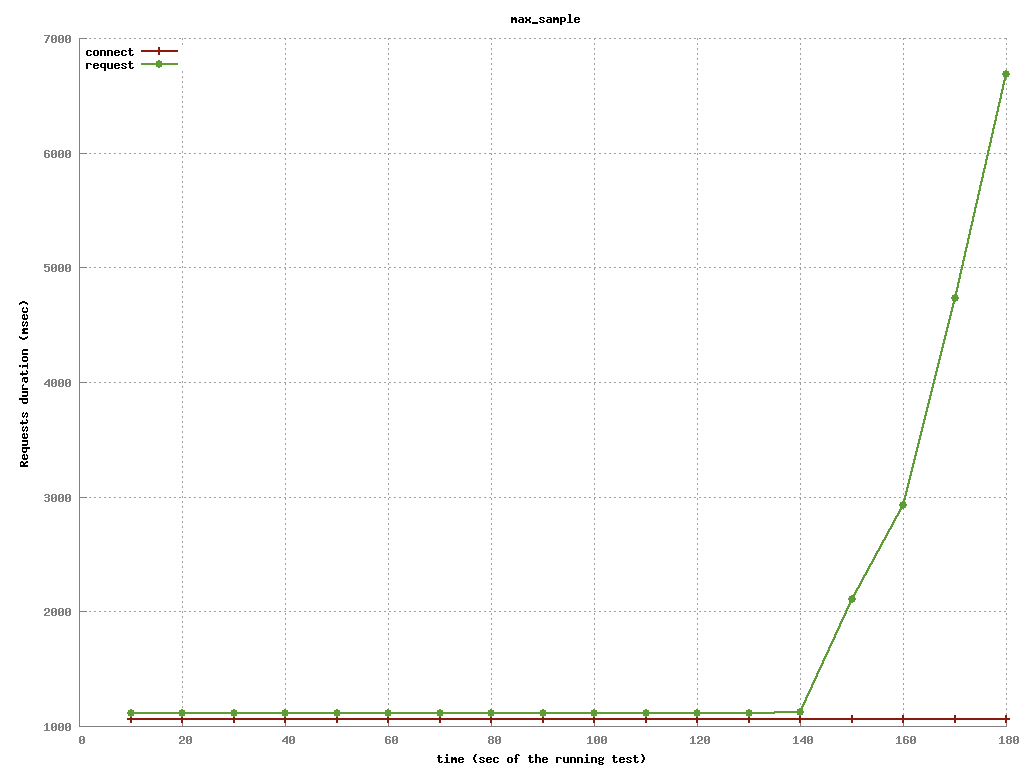 max_sample
7000
connect
request
6000
5000
Requests duration (msec)
4000
3000
2000
1000
0 20 40 60 80 100 120 140 160 180
time (sec of the running test)